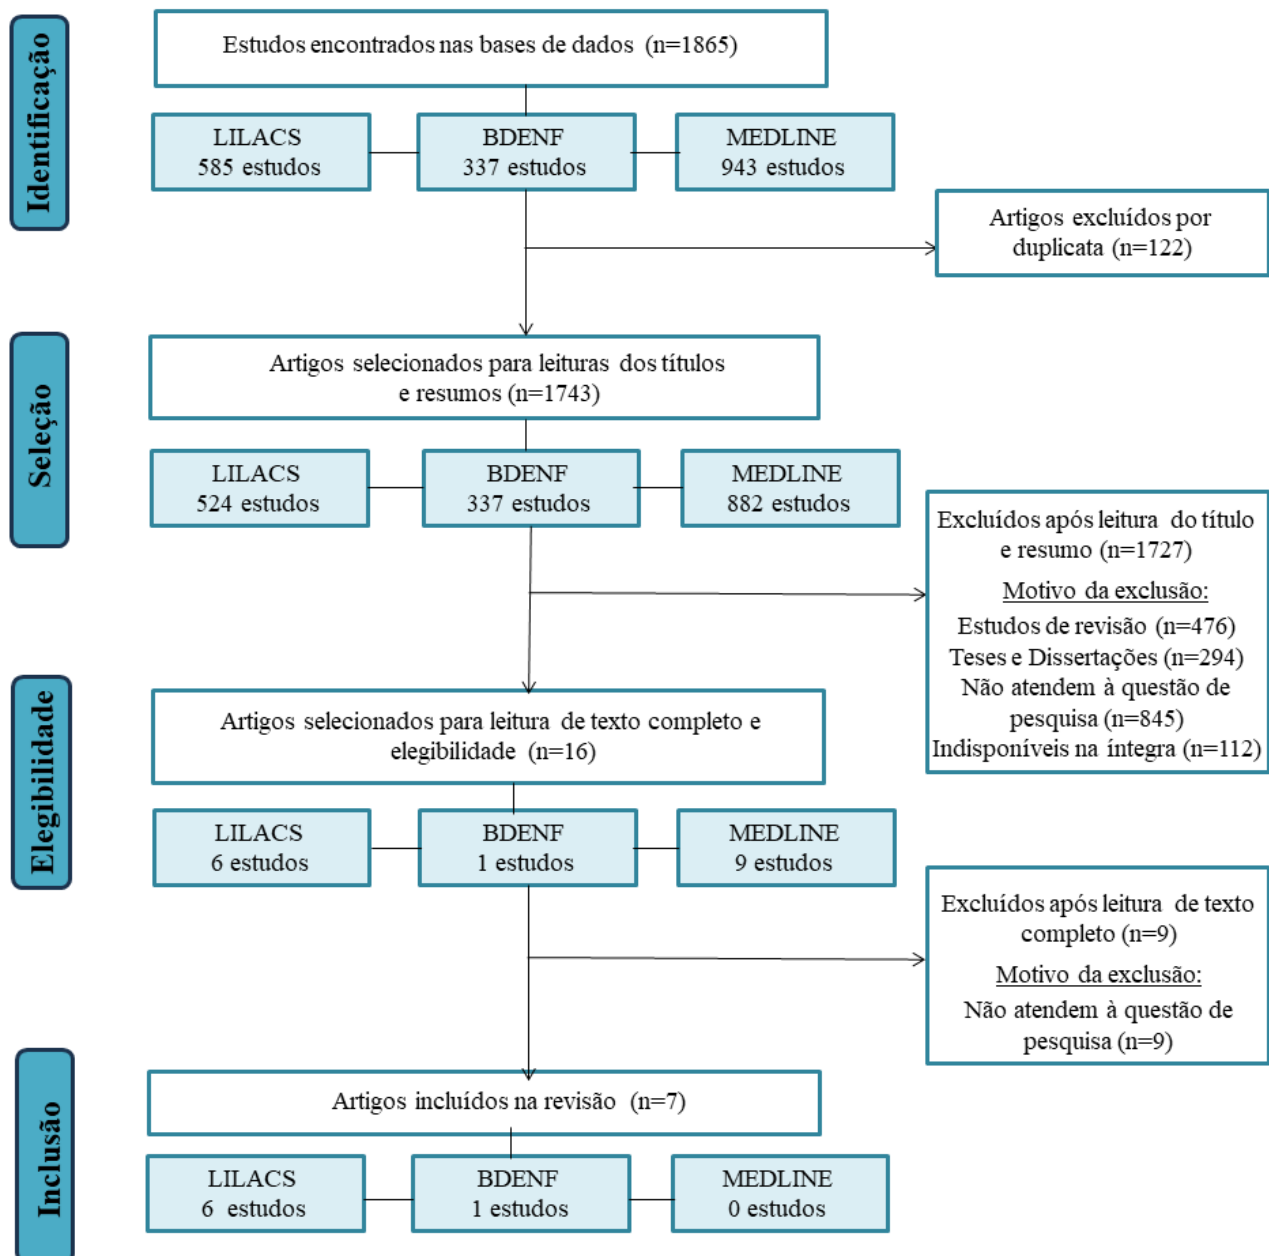 Identificação
Estudos encontrados nas bases de dados (n=1865)
LILACS
585 estudos
BDENF
337 estudos
MEDLINE
943 estudos
Artigos excluídos por
duplicata (n=122)
Seleção
Artigos selecionados para leituras dos títulos
e resumos (n=1743)
LILACS
524 estudos
BDENF
337 estudos
MEDLINE
882 estudos
Excluídos após leitura do título
e resumo (n=1727)
Motivo da exclusão:
Estudos de revisão (n=476)
Teses e Dissertações (n=294)
Não atendem à questão de
pesquisa (n=845)
Indisponíveis na íntegra (n=112)
Elegibilidade
Artigos selecionados para leitura de texto completo e
elegibilidade (n=16)
LILACS
6 estudos
BDENF
1 estudos
MEDLINE
9 estudos
Excluídos após leitura de texto
completo (n=9)
Motivo da exclusão:
Não atendem à questão de
pesquisa (n=9)
Inclusão
Artigos incluídos na revisão (n=7)
LILACS
6 estudos
BDENF
1 estudos
MEDLINE
0 estudos